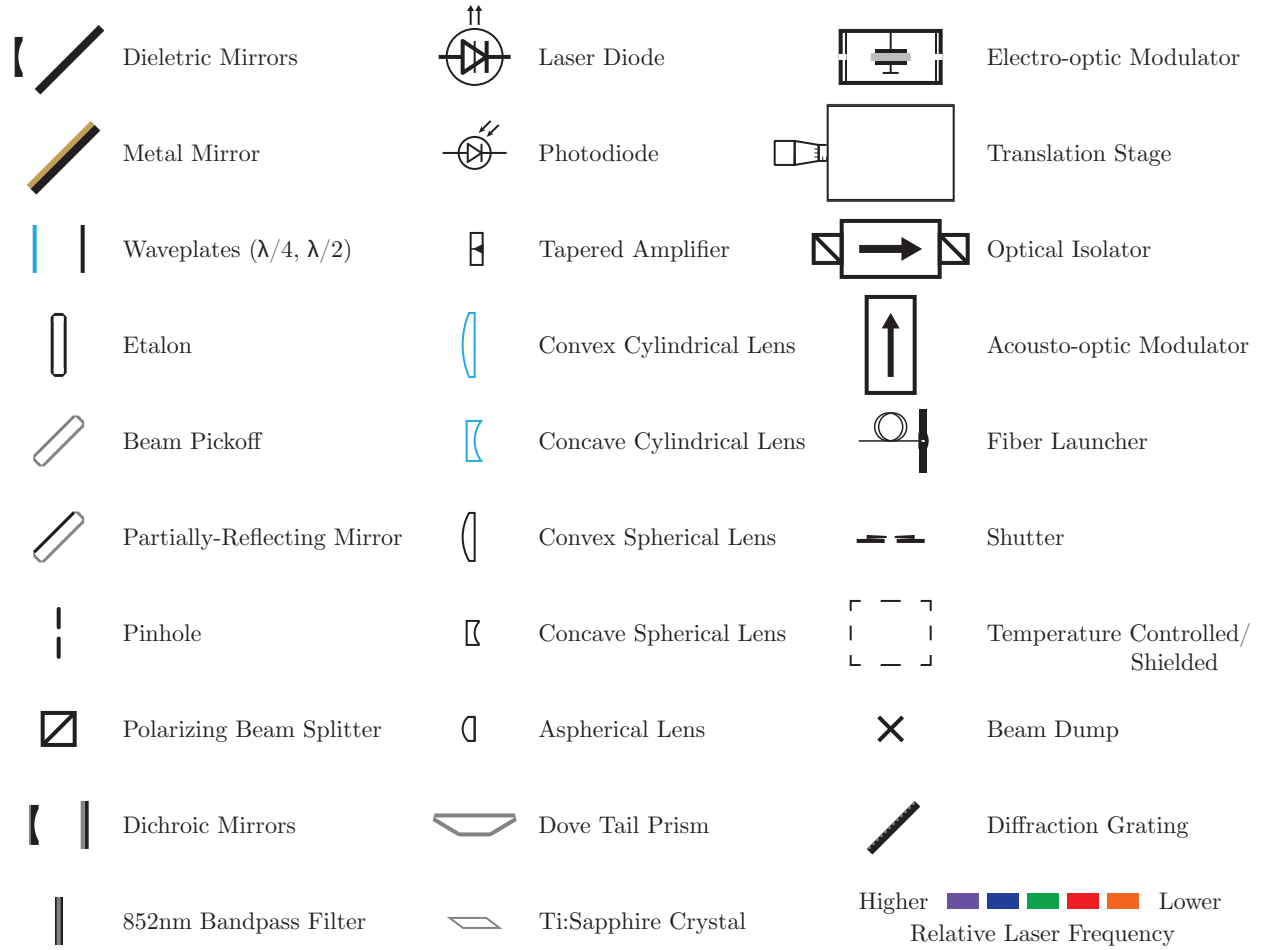 Dieletric Mirrors
Laser Diode
Electro-optic Modulator
Metal Mirror
Photodiode
Translation Stage
Waveplates (λ/4, λ/2)
Tapered Amplifier
Optical Isolator
Etalon
Convex Cylindrical Lens
Acousto-optic Modulator
Beam Pickoff
Concave Cylindrical Lens
Fiber Launcher
Partially-Reflecting Mirror
Convex Spherical Lens
Shutter
Pinhole
Concave Spherical Lens
Temperature Controlled/
Shielded
Polarizing Beam Splitter
Aspherical Lens
Beam Dump
Dichroic Mirrors
Dove Tail Prism
Diffraction Grating
852nm Bandpass Filter
Ti:Sapphire Crystal
Higher Lower
Relative Laser Frequency